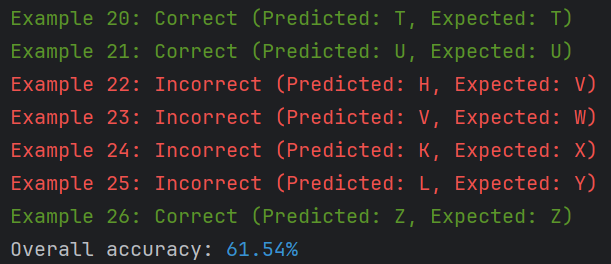 Example 20: Correct (Predicted: T, Expected: T)
Example 21: Correct (Predicted: U, Expected: U)
Example 22: Incorrect (Predicted: H, Expected: V)
Example 23: Incorrect (Predicted: V, Expected: W)
Example 24: Incorrect (Predicted: K, Expected: X)
Example 25: Incorrect (Predicted: L, Expected: Y)
Example 26: Correct (Predicted: Z, Expected: Z)
Overall accuracy: 61.54%